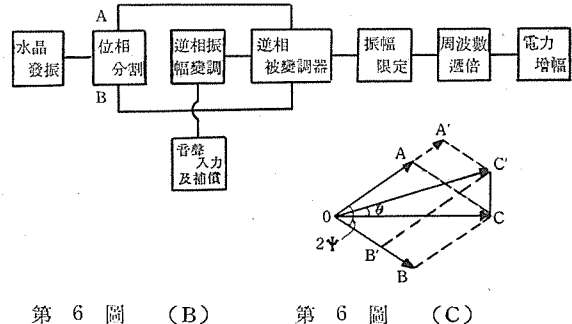 A
水晶
發振
位相
分割
逆相振
幅變調
逆相
被變調器
振幅
限定
周波數
遞倍
電力
增幅
B
音聲
入力
及補償
A'
A
C'
0
θ
C
2Ψ
B'
B
第 6 圖 (B)
第 6 圖 (C)